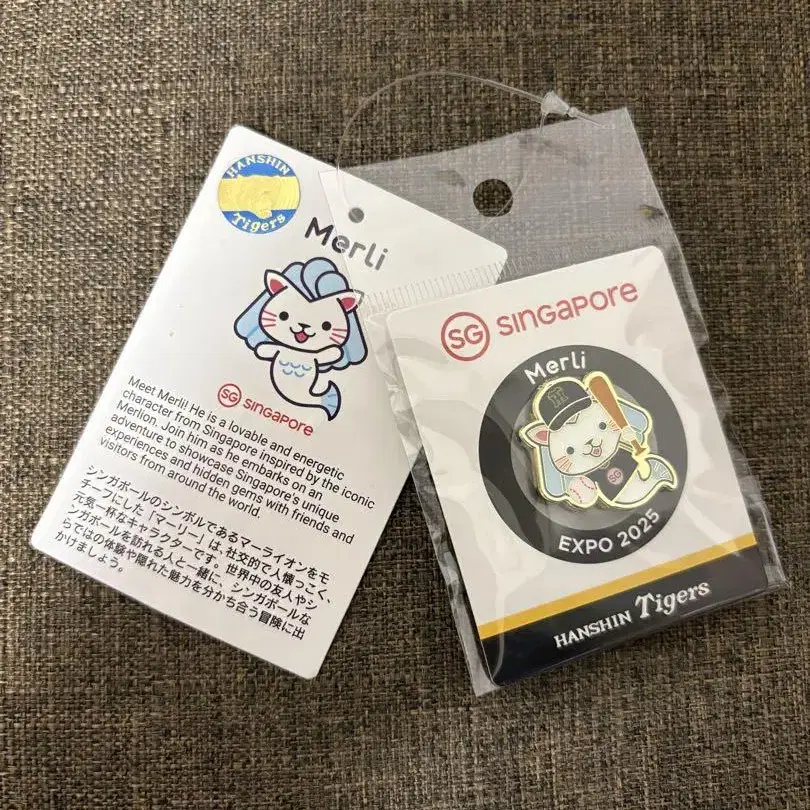 HANSHIN
Tigers
Merli
SG SINGAPORE
Meet Merli! He is a lovable and energetic
character from Singapore inspired by the iconic
Merlion. Join him as he embarks on an
adventure to showcase Singapore's unique
experiences and hidden gems with friends and
visitors from around the world.
シンガポールのシンボルであるマーライオンをモ
チーフにした「マーリー」は、社交的で人懐っこく、
元気一杯なキャラクターです。世界中の友人やシ
ンガポールを訪れる人と一緒に、シンガポールな
らではの体験や隠れた魅力を分かち合う冒険に出
かけましょう。
SG SINGAPORE
Merli
SG
EXPO 2025
HANSHIN Tigers